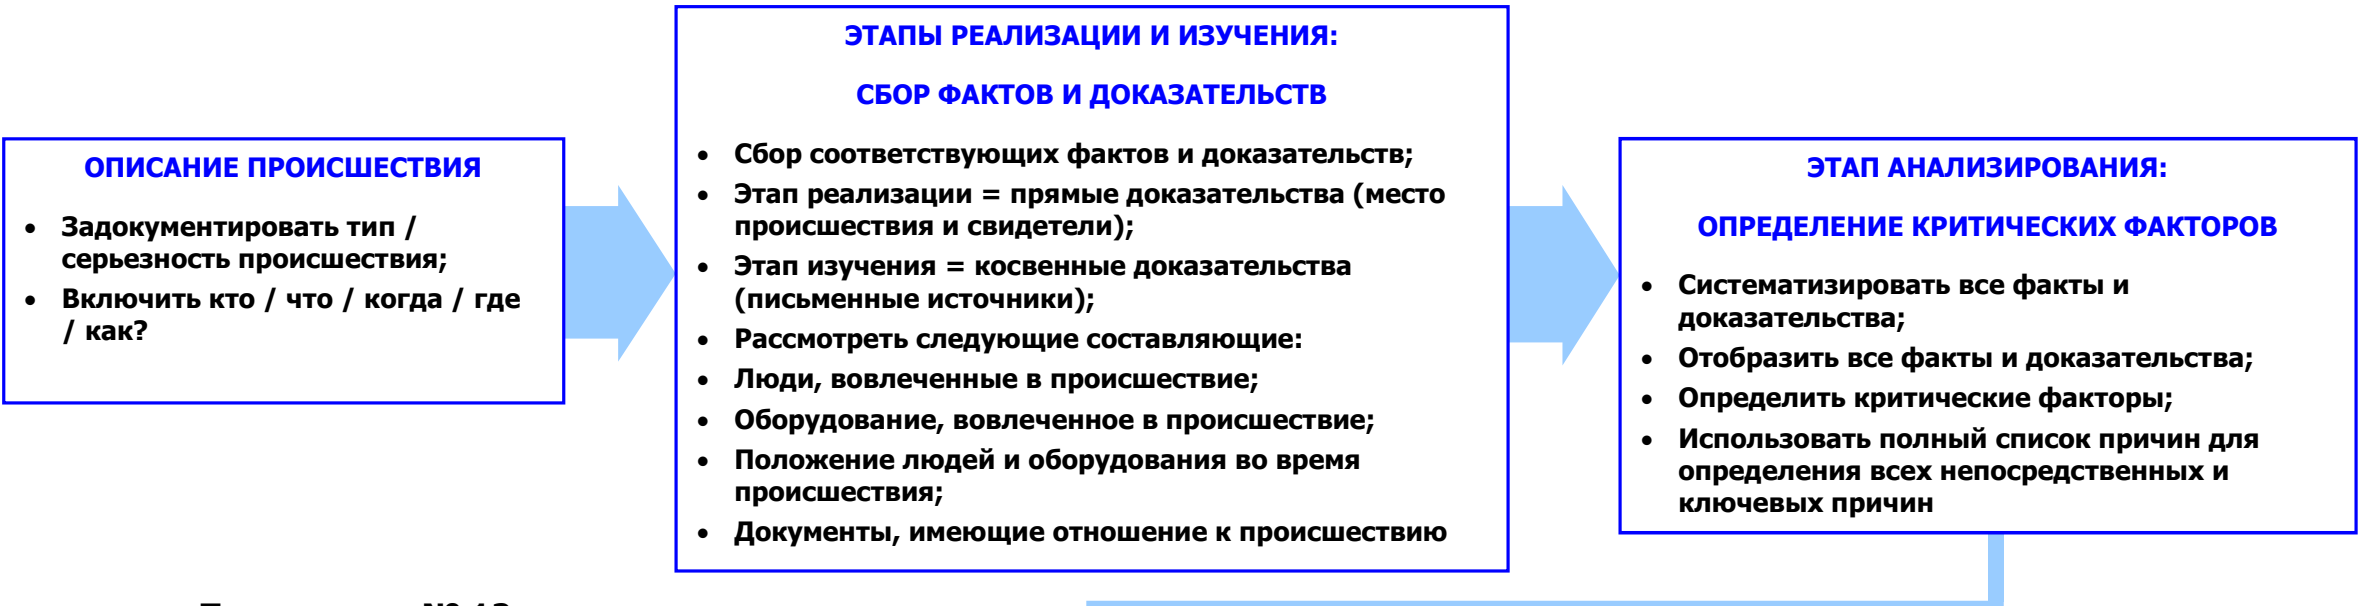 ОПИСАНИЕ ПРОИСШЕСТВИЯ
• Задокументировать тип /
серьезность происшествия;
• Включить кто / что / когда / где
/ как?
ЭТАПЫ РЕАЛИЗАЦИИ И ИЗУЧЕНИЯ:
СБОР ФАКТОВ И ДОКАЗАТЕЛЬСТВ
• Сбор соответствующих фактов и доказательств;
• Этап реализации = прямые доказательства (место
происшествия и свидетели);
• Этап изучения = косвенные доказательства
(письменные источники);
• Рассмотреть следующие составляющие:
• Люди, вовлеченные в происшествие;
• Оборудование, вовлеченное в происшествие;
• Положение людей и оборудования во время
происшествия;
• Документы, имеющие отношение к происшествию
ЭТАП АНАЛИЗИРОВАНИЯ:
ОПРЕДЕЛЕНИЕ КРИТИЧЕСКИХ ФАКТОРОВ
• Систематизировать все факты и
доказательства;
• Отобразить все факты и доказательства;
• Определить критические факторы;
• Использовать полный список причин для
определения всех непосредственных и
ключевых причин